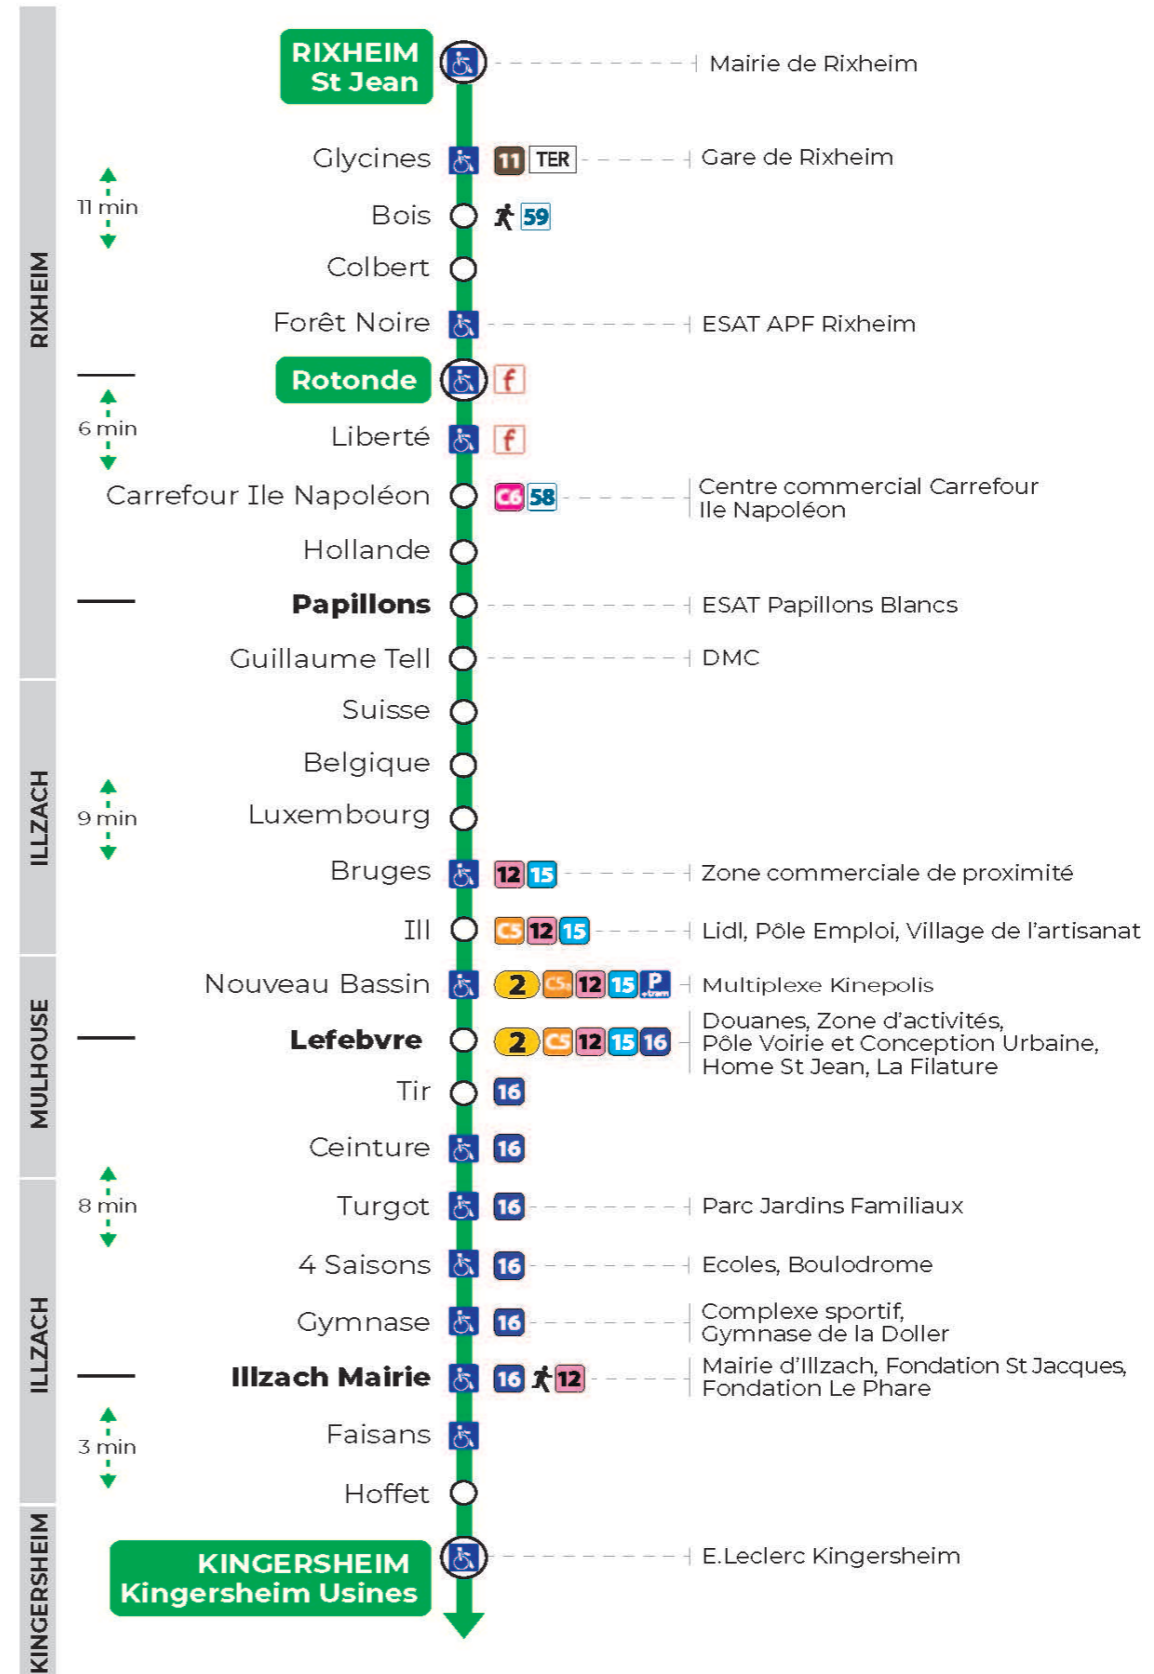 RIXHEIM
RIXHEIM
St Jean
Mairie de Rixheim
Glycines 11 TER Gare de Rixheim
11 min
Bois 59
Colbert
Forêt Noire ESAT APF Rixheim
Rotonde f
6 min
Liberté f
Carrefour Ile Napoléon C6 58 Centre commercial Carrefour
Ile Napoléon
Hollande
Papillons ESAT Papillons Blancs
Guillaume Tell DMC
ILLZACH
Suisse
Belgique
9 min
Luxembourg
Bruges 12 15 Zone commerciale de proximité
Ill C5 12 15 Lidl, Pôle Emploi, Village de l'artisanat
MULHOUSE
Nouveau Bassin 2 C5 12 15 P +tram Multiplexe Kinepolis
Lefebvre 2 C5 12 15 16 Douanes, Zone d'activités,
Pôle Voirie et Conception Urbaine,
Home St Jean, La Filature
Tir 16
Ceinture 16
ILLZACH
8 min
Turgot 16 Parc Jardins Familiaux
4 Saisons 16 Ecoles, Boulodrome
Gymnase 16 Complexe sportif,
Gymnase de la Doller
Illzach Mairie 16 12 Mairie d'Illzach, Fondation St Jacques,
Fondation Le Phare
Faisans
3 min
Hoffet
KINGERSHEIM
KINGERSHEIM
Kingersheim Usines
E.Leclerc Kingersheim